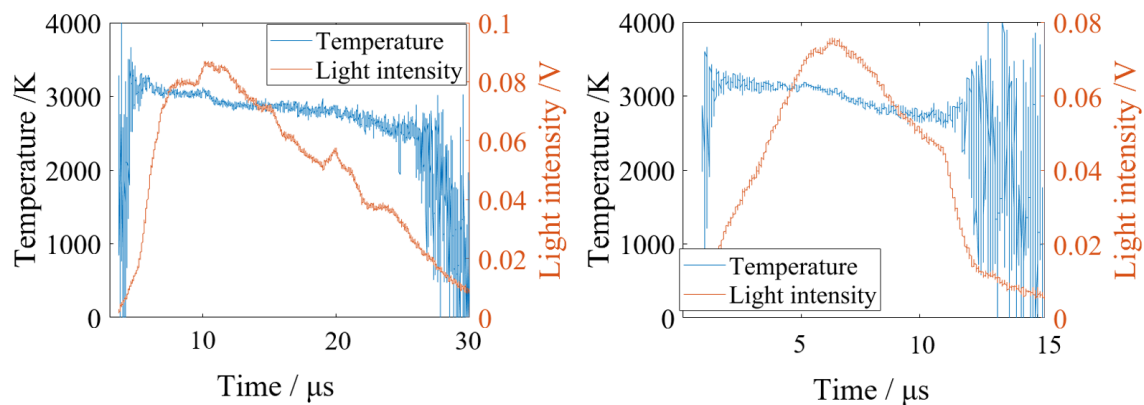 4000
3000
2000
1000
0
Temperature /K
Temperature
Light intensity
0.1
0.08
0.06
0.04
0.02
0
Light intensity /V
10
20
30
Time / μs
4000
3000
2000
1000
0
Temperature /K
Temperature
Light intensity
0.08
0.06
0.04
0.02
0
Light intensity /V
5
10
15
Time / μs